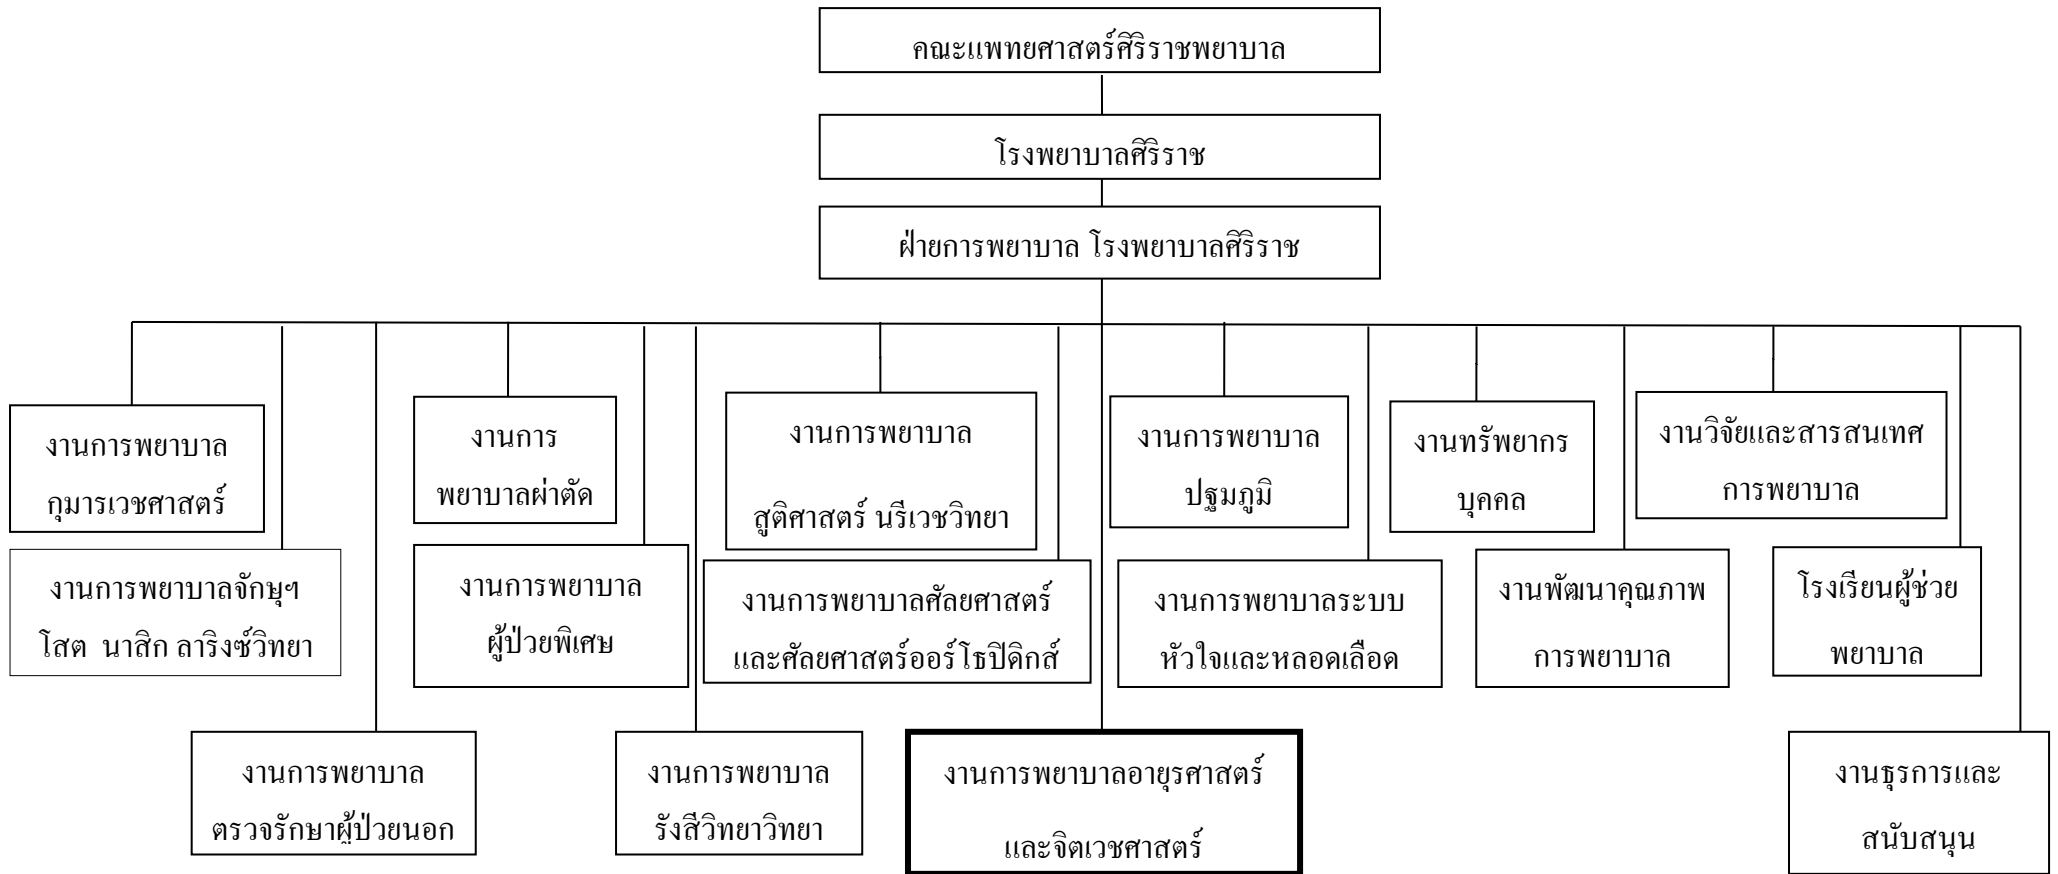 คณะแพทยศาสตร์ศิริราชพยาบาล
โรงพยาบาลศิริราช
ฝ่ายการพยาบาล โรงพยาบาลศิริราช
งานการพยาบาล
กุมารเวชศาสตร์
งานการ
พยาบาลผ่าตัด
งานการพยาบาล
สูติศาสตร์ นรีเวชวิทยา
งานการพยาบาล
ปฐมภูมิ
งานทรัพยากร
บุคคล
งานวิจัยและสารสนเทศ
การพยาบาล
งานการพยาบาลจักษุฯ
โสต นาสิก ลาริงซ์วิทยา
งานการพยาบาล
ผู้ป่วยพิเศษ
งานการพยาบาลศัลยศาสตร์
และศัลยศาสตร์ออร์โธปิดิกส์
งานการพยาบาลระบบ
หัวใจและหลอดเลือด
งานพัฒนาคุณภาพ
การพยาบาล
โรงเรียนผู้ช่วย
พยาบาล
งานการพยาบาล
ตรวจรักษาผู้ป่วยนอก
งานการพยาบาล
รังสีวิทยาวิทยา
งานการพยาบาลอายุรศาสตร์
และจิตเวชศาสตร์
งานธุรการและ
สนับสนุน